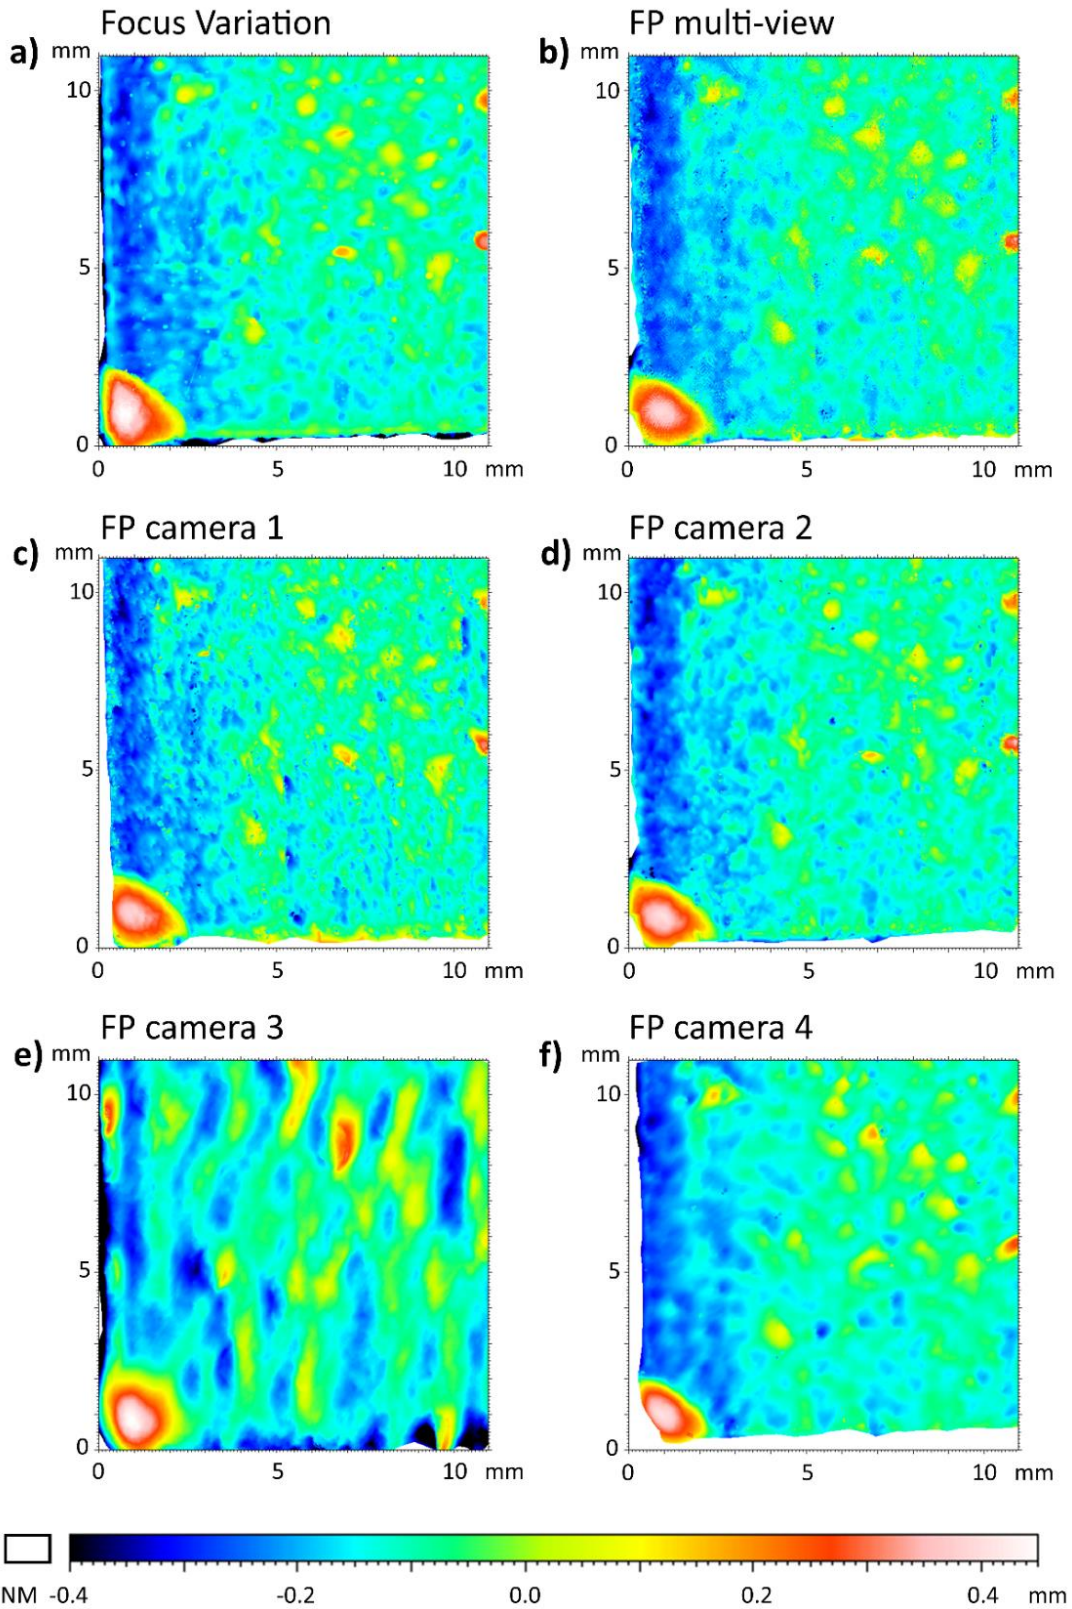 Focus Variation
FP multi-view
a) mm
b) mm
10
10
5
5
0
0
0 5 10 mm
0 5 10 mm
FP camera 1
FP camera 2
c) mm
d) mm
10
10
5
5
0
0
0 5 10 mm
0 5 10 mm
FP camera 3
FP camera 4
e) mm
f) mm
10
10
5
5
0
0
0 5 10 mm
0 5 10 mm
NM -0.4 -0.2 0.0 0.2 0.4 mm